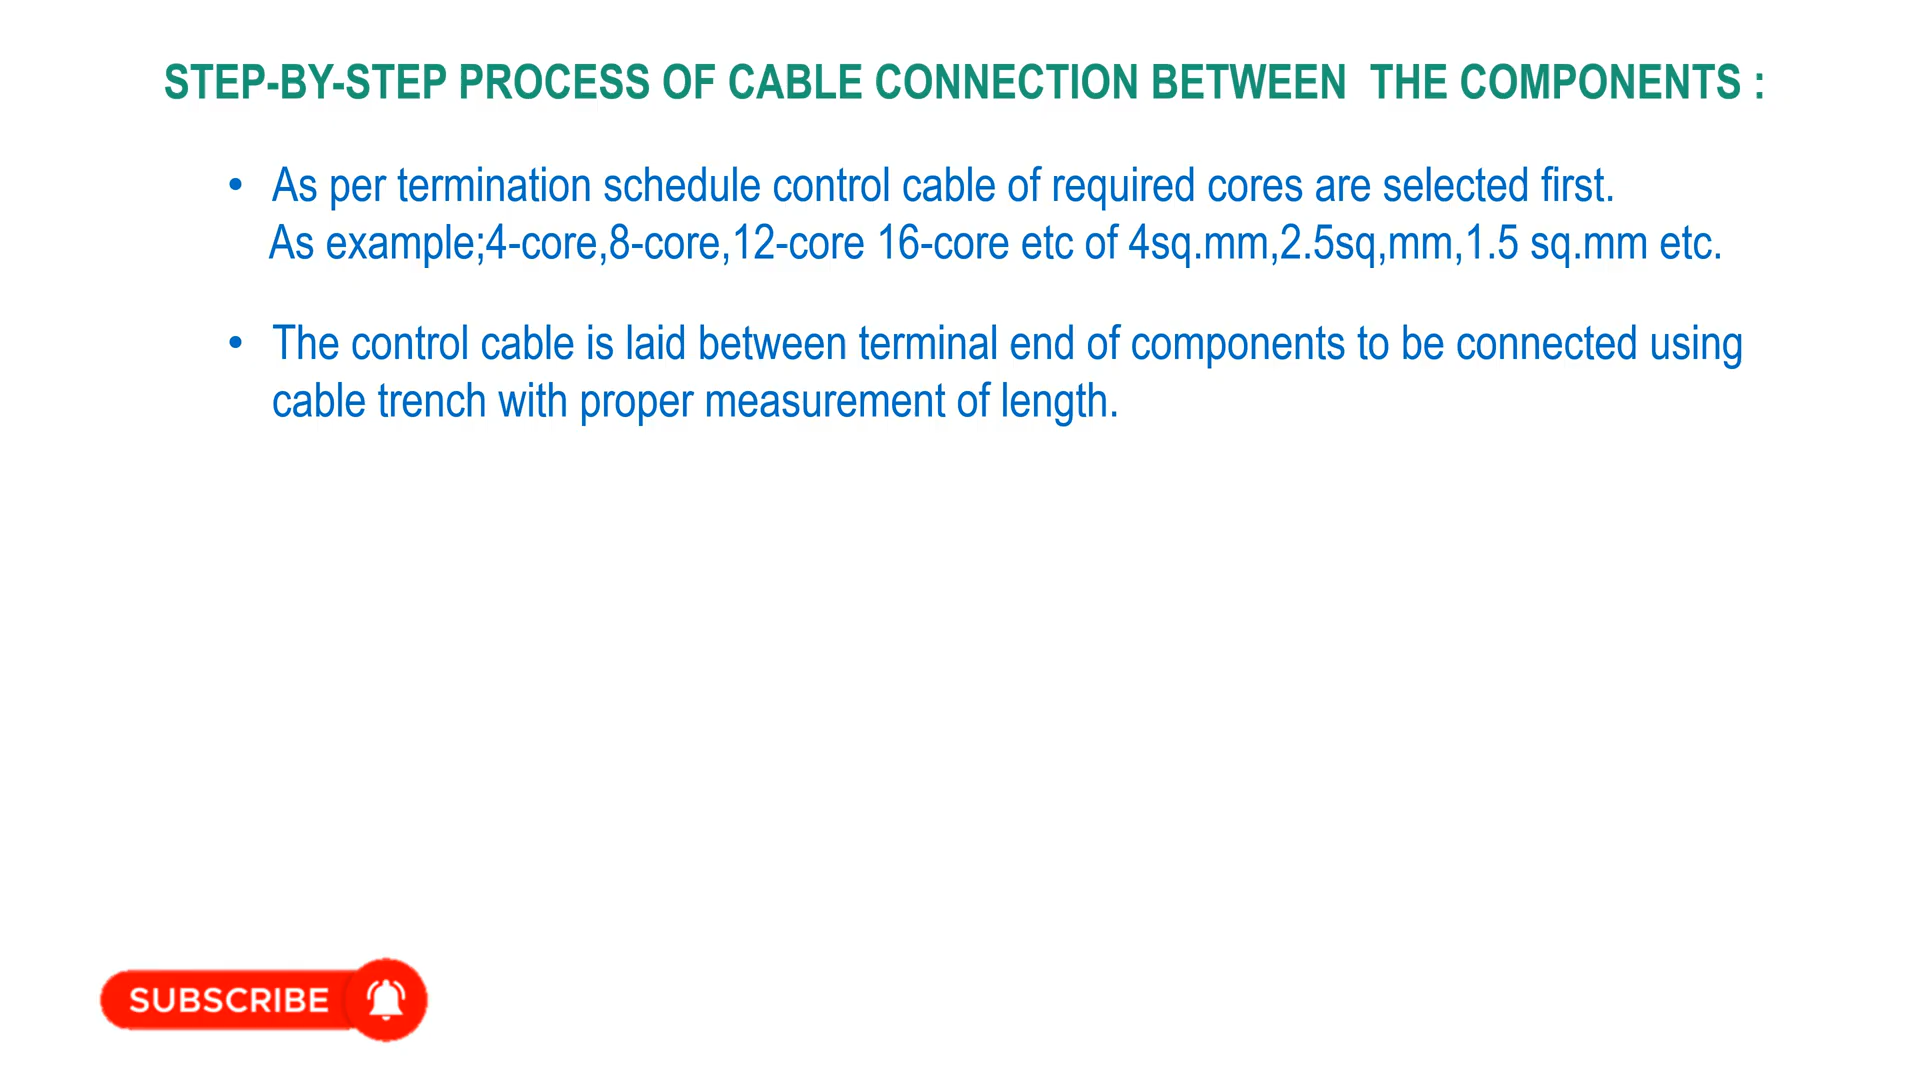 STEP-BY-STEP PROCESS OF CABLE CONNECTION BETWEEN  THE COMPONENTS :
• As per termination schedule control cable of required cores are selected first.
As example;4-core,8-core,12-core 16-core etc of 4sq.mm,2.5sq,mm,1.5 sq.mm etc.
• The control cable is laid between terminal end of components to be connected using
cable trench with proper measurement of length.
SUBSCRIBE